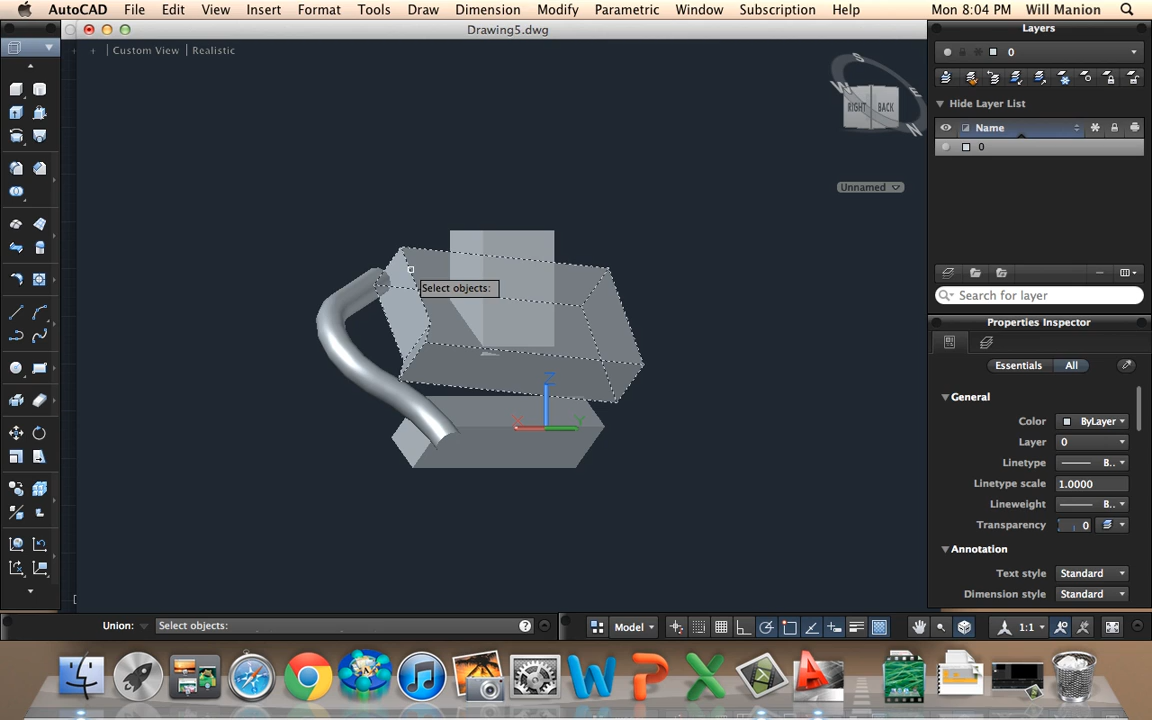 AutoCAD File Edit View Insert Format Tools Draw Dimension Modify Parametric Window Subscription Help Mon 8:04 PM Will Manion
Drawing5.dwg
Layers
+ Custom View Realistic
0
Hide Layer List
Name
0
RIGHT BACK
S
W
N
Unnamed
Select objects:
Search for layer
Properties Inspector
Essentials All
General
Color ByLayer
Layer 0
Linetype B..
Linetype scale 1.0000
Lineweight B..
Transparency 0
Annotation
Text style Standard
Dimension style Standard
Z
X Y
Union: Select objects:
Model
1:1
W P X